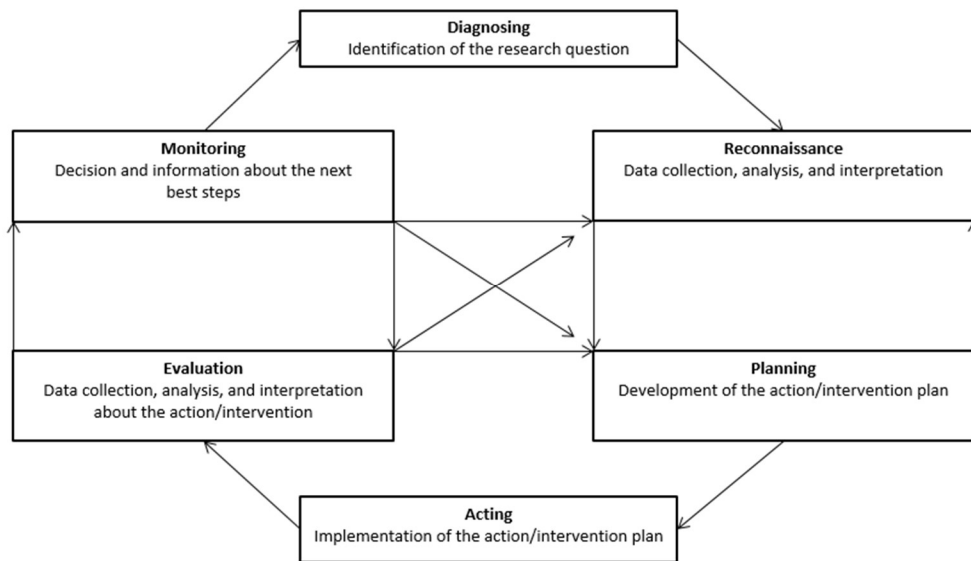 Diagnosing
Identification of the research question
Monitoring
Decision and information about the next
best steps
Reconnaissance
Data collection, analysis, and interpretation
Evaluation
Data collection, analysis, and interpretation
about the action/intervention
Planning
Development of the action/intervention plan
Acting
Implementation of the action/intervention plan